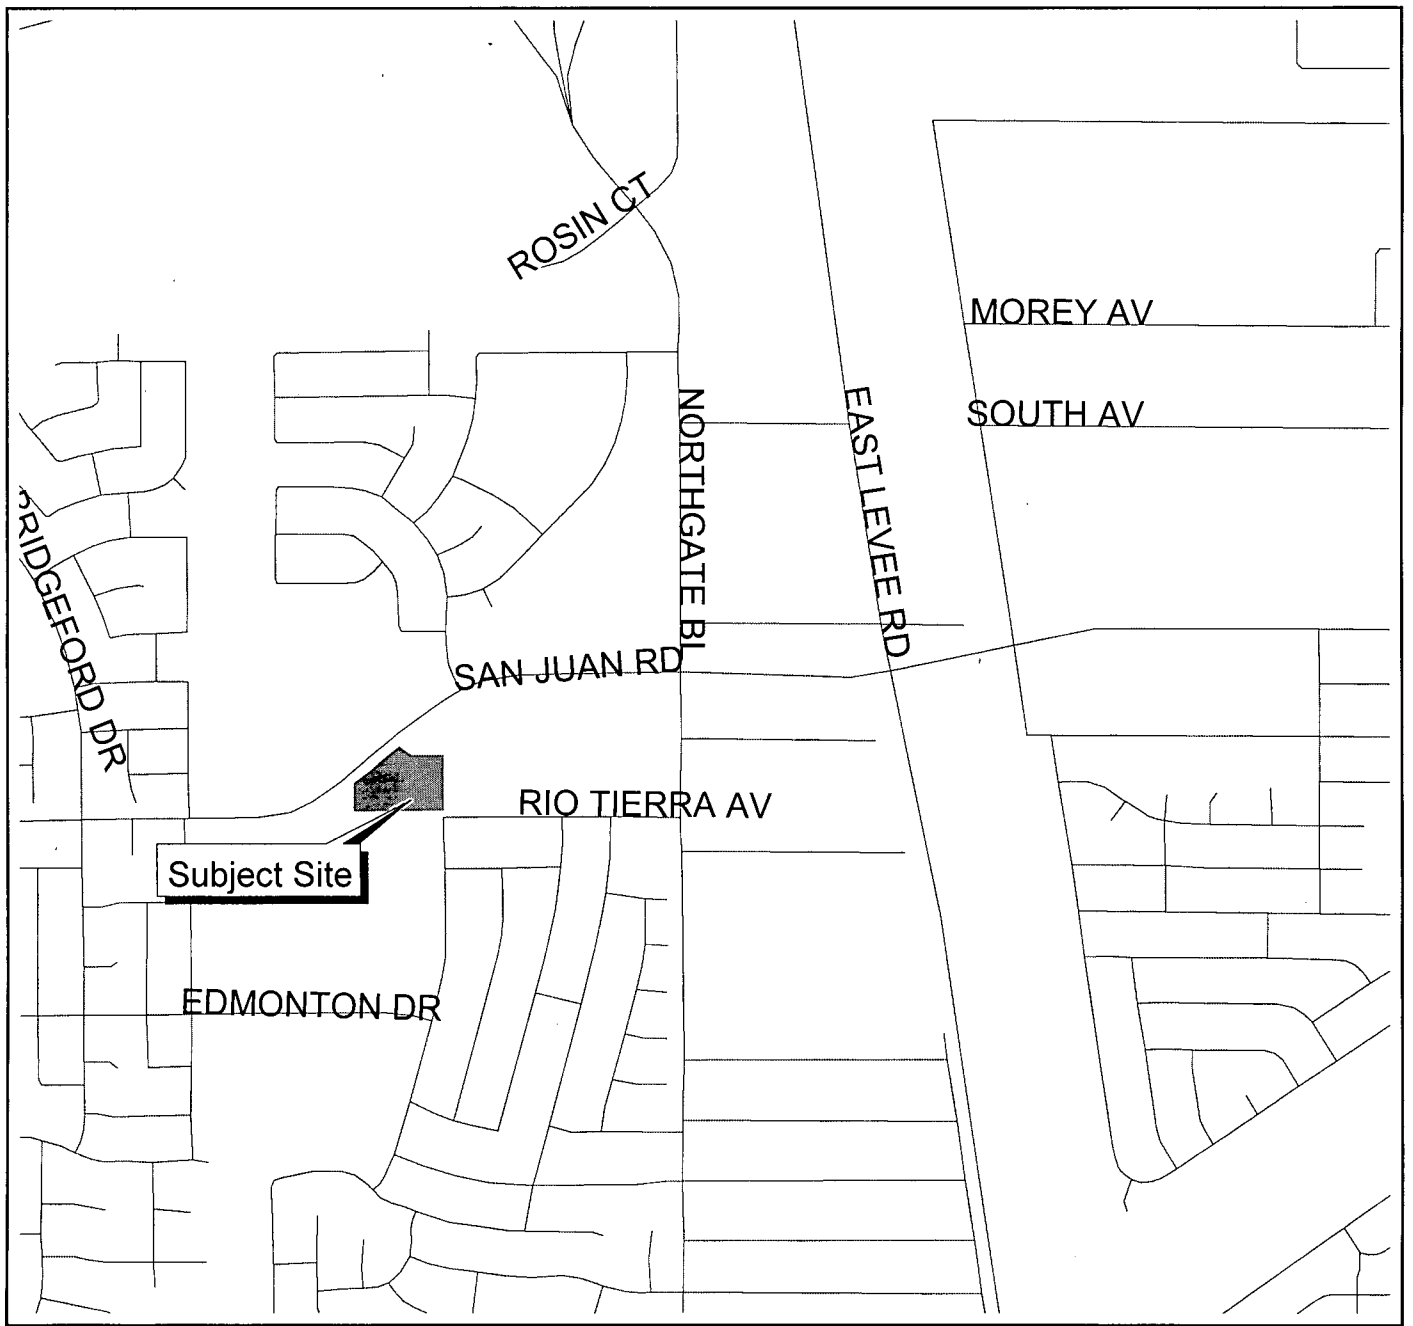 ROSIN CT
MOREY AV
SOUTH AV
NORTHGATE BL
EAST LEVEE RD
BRIDGEFORD DR
SAN JUAN RD
RIO TIERRA AV
Subject Site
EDMONTON DR